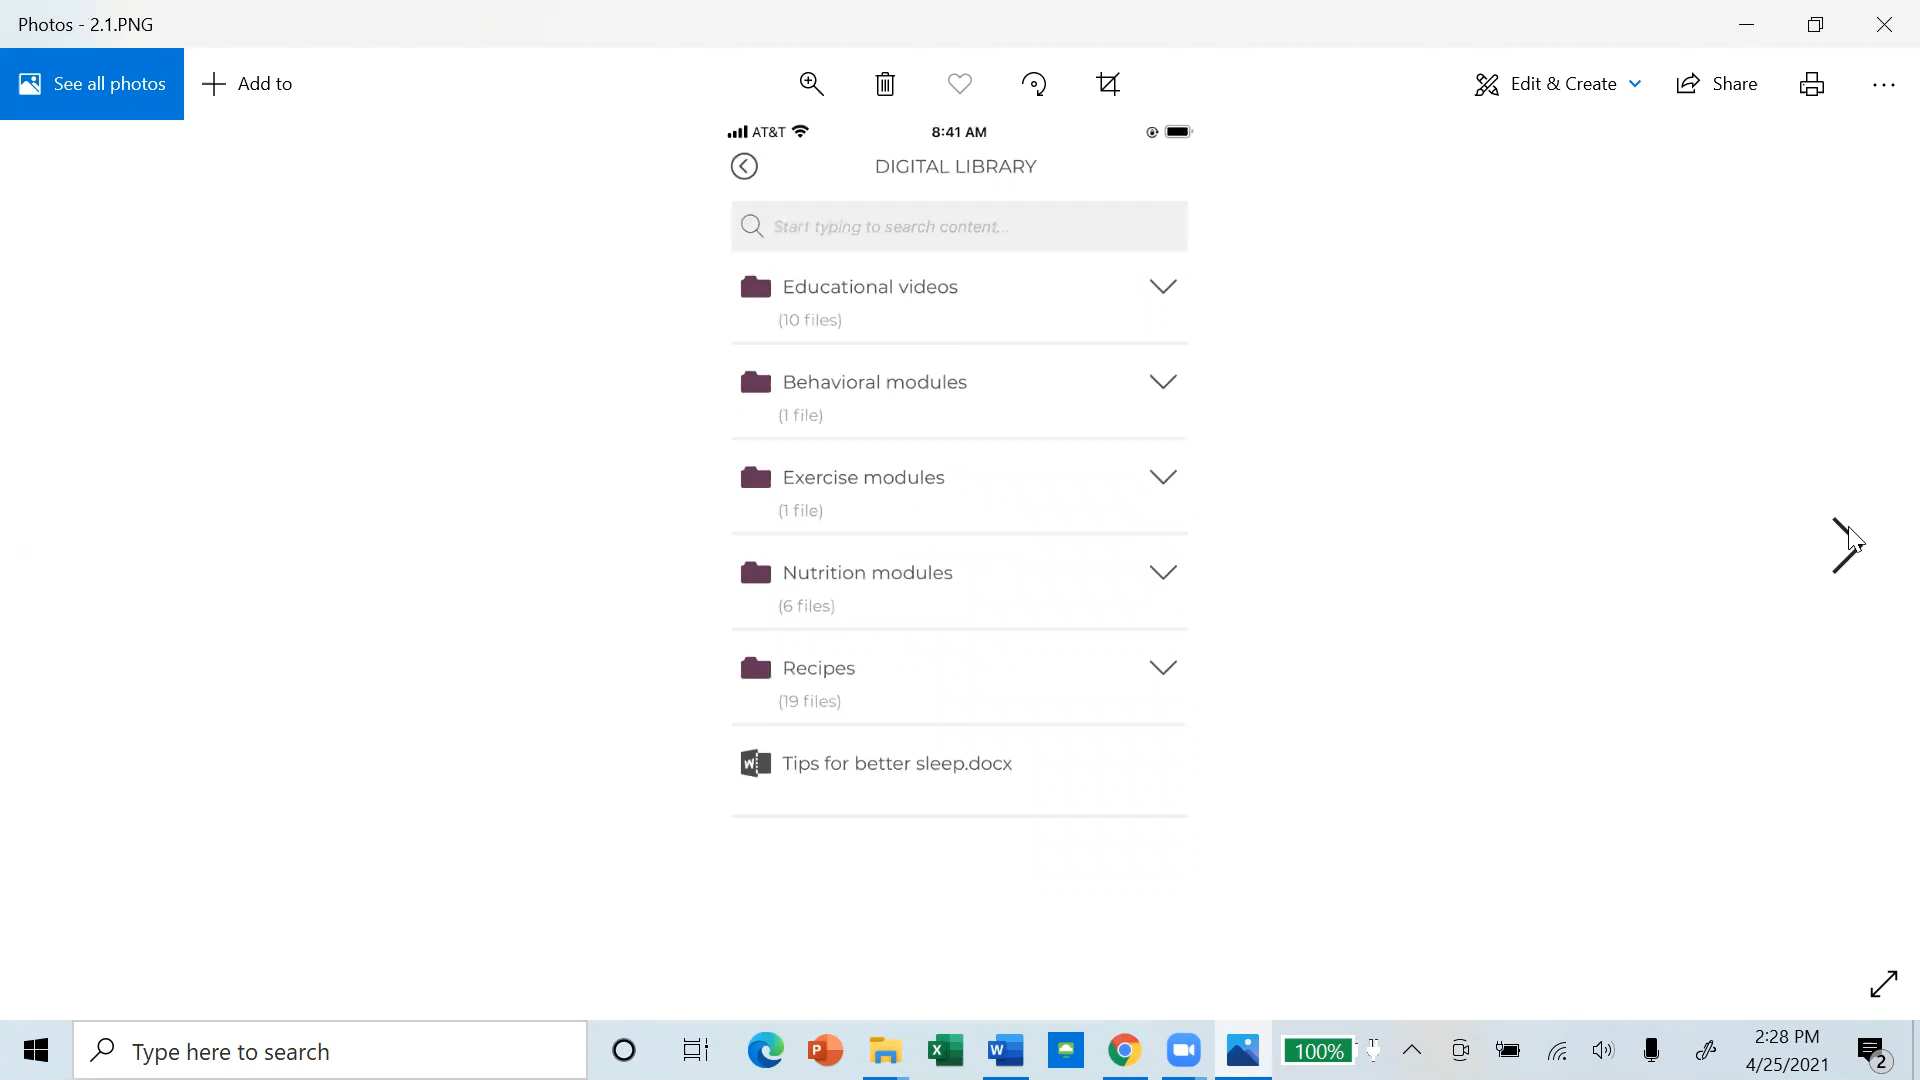 Photos - 2.1.PNG
See all photos
Add to
Edit & Create
Share
AT&T
8:41 AM
DIGITAL LIBRARY
Start typing to search content...
Educational videos
(10 files)
Behavioral modules
(1 file)
Exercise modules
(1 file)
Nutrition modules
(6 files)
Recipes
(19 files)
W
Tips for better sleep.docx
Type here to search
P
X
W
100%
2:28 PM
4/25/2021
2